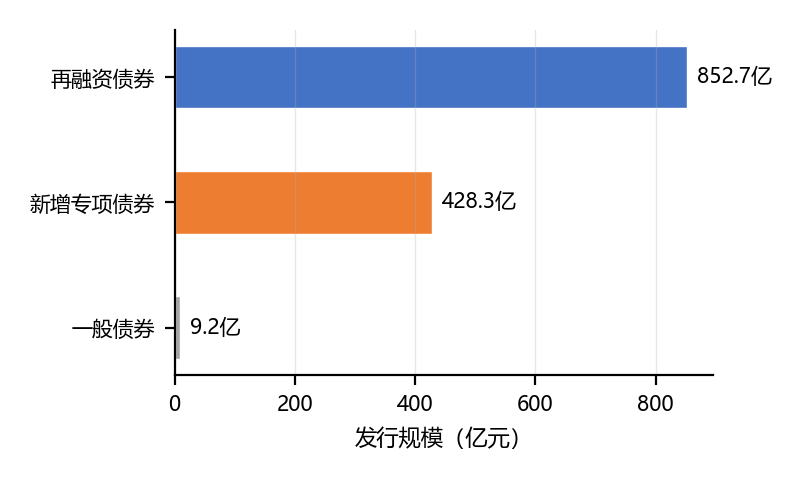 再融资债券
852.7亿
新增专项债券
428.3亿
一般债券
9.2亿
0 200 400 600 800
发行规模（亿元）